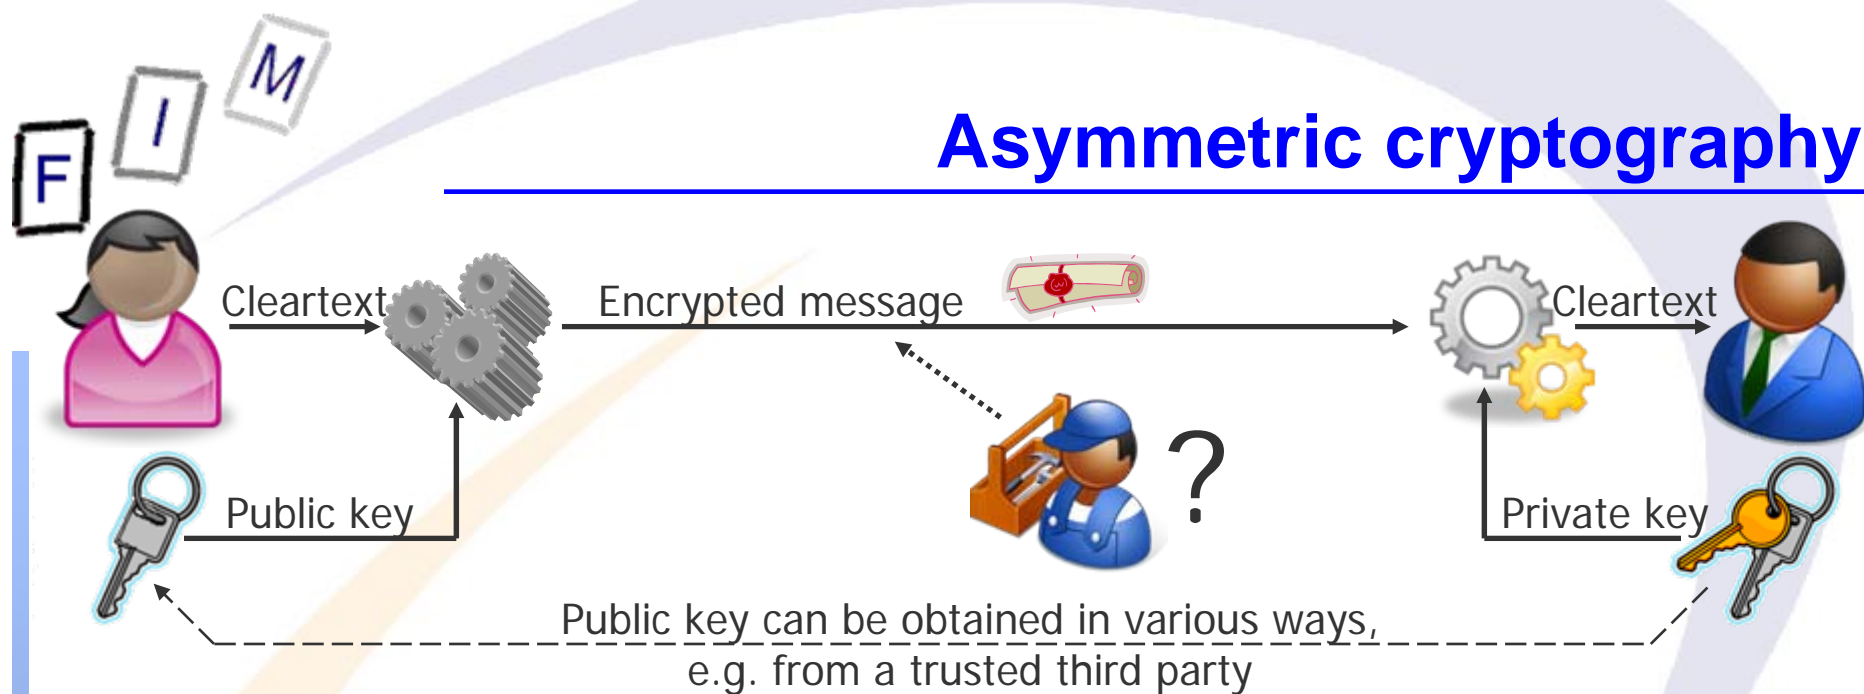 F I M
Asymmetric cryptography
Cleartext
Encrypted message
Cleartext
?
Public key
Private key
Public key can be obtained in various ways,
e.g. from a trusted third party